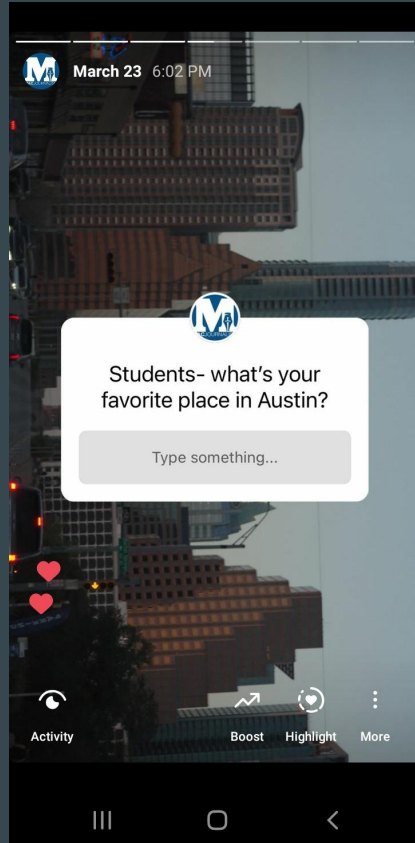 March 23 6:02 PM
M
Students- what's your
favorite place in Austin?
Type something...
Activity
Boost
Highlight
More